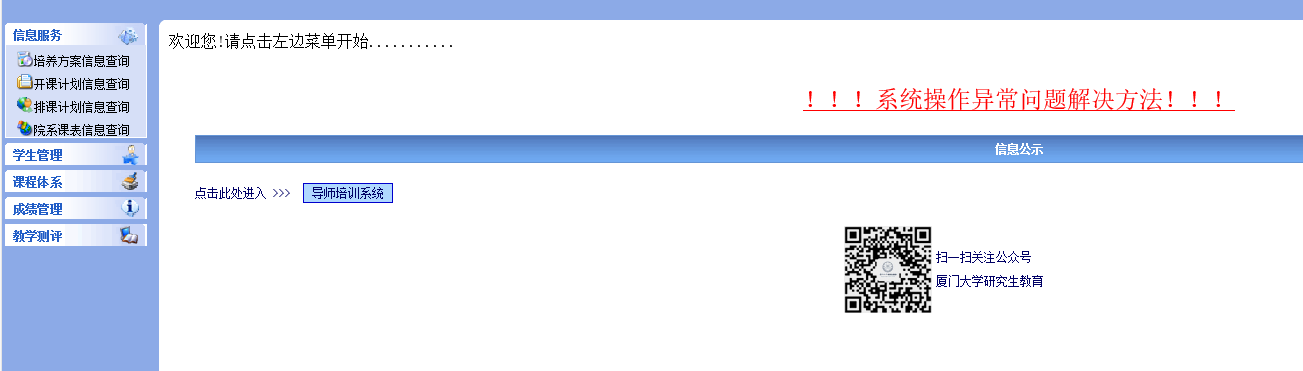 信息服务
培养方案信息查询
开课计划信息查询
排课计划信息查询
院系课表信息查询
学生管理
课程体系
成绩管理
教学测评
欢迎您!请点击左边菜单开始...........
！！！系统操作异常问题解决方法！！！
信息公示
点击此处进入 >>> 导师培训系统
扫一扫关注公众号
厦门大学研究生教育